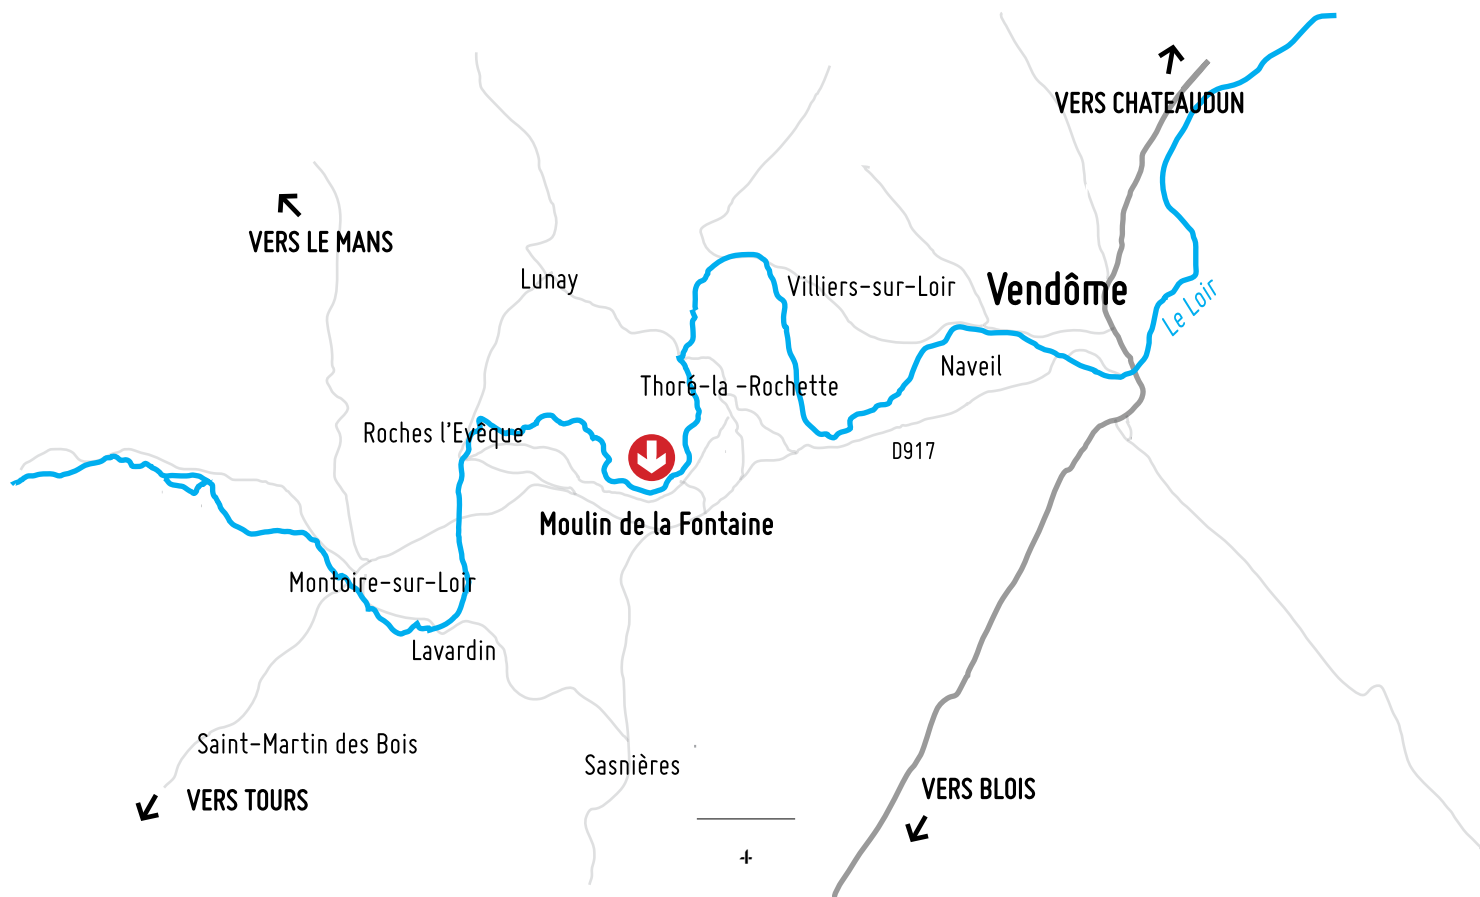 VERS CHATEAUDUN
VERS LE MANS
Lunay
Villiers-sur-Loir
Vendôme
Le Loir
Naveil
Thoré-la -Rochette
Roches l'Evêque
D917
Moulin de la Fontaine
Montoire-sur-Loir
Lavardin
Saint-Martin des Bois
Sasnières
VERS TOURS
VERS BLOIS